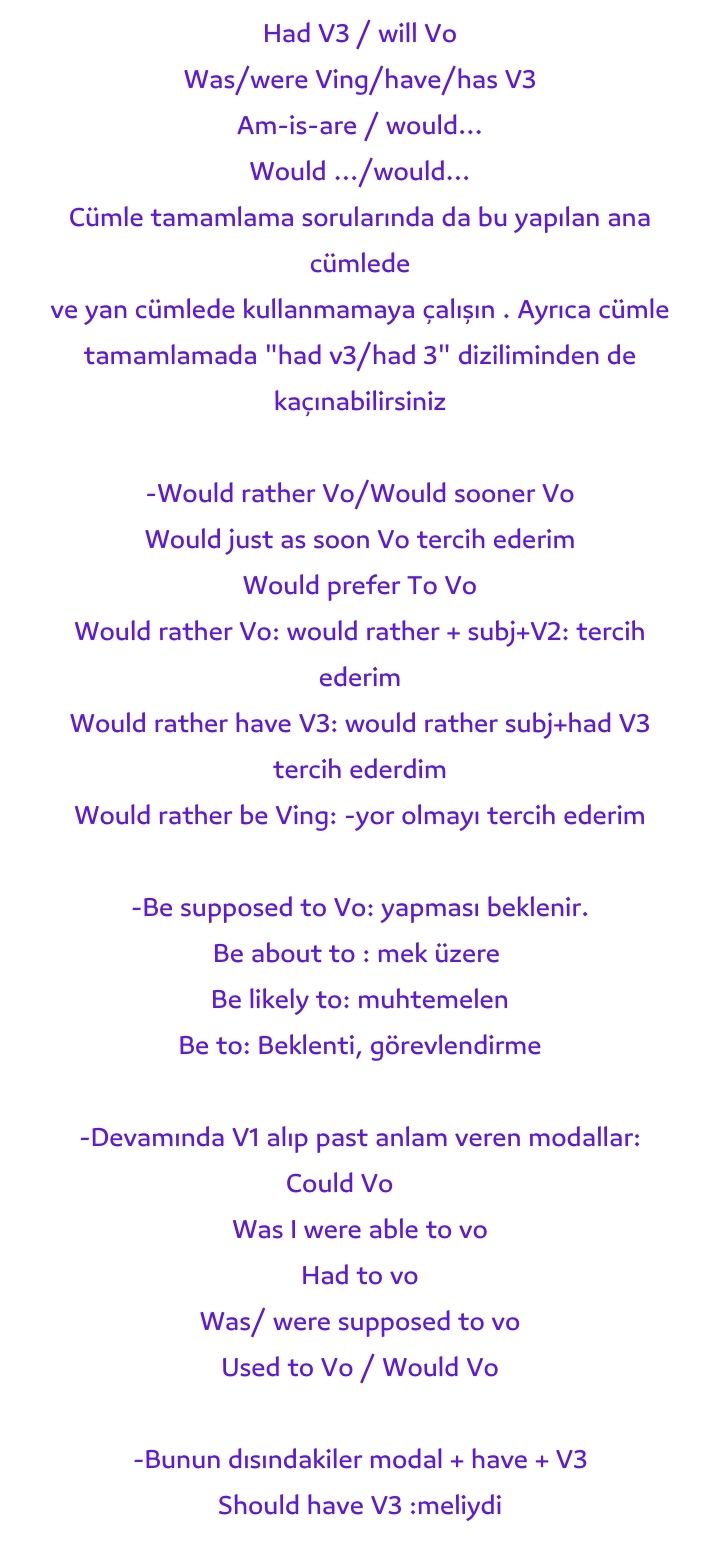 Had V3 / will Vo
Was/were Ving/have/has V3
Am-is-are / would...
Would .../would...
Cümle tamamlama sorularında da bu yapılan ana
cümlede
ve yan cümlede kullanmamaya çalışın . Ayrıca cümle
tamamlamada "had v3/had 3" diziliminden de
kaçınabilirsiniz
-Would rather Vo/Would sooner Vo
Would just as soon Vo tercih ederim
Would prefer To Vo
Would rather Vo: would rather + subj+V2: tercih
ederim
Would rather have V3: would rather subj+had V3
tercih ederdim
Would rather be Ving: -yor olmayı tercih ederim
-Be supposed to Vo: yapması beklenir.
Be about to : mek üzere
Be likely to: muhtemelen
Be to: Beklenti, görevlendirme
-Devamında V1 alıp past anlam veren modallar:
Could Vo
Was I were able to vo
Had to vo
Was/ were supposed to vo
Used to Vo / Would Vo
-Bunun dısındakiler modal + have + V3
Should have V3 :meliydi